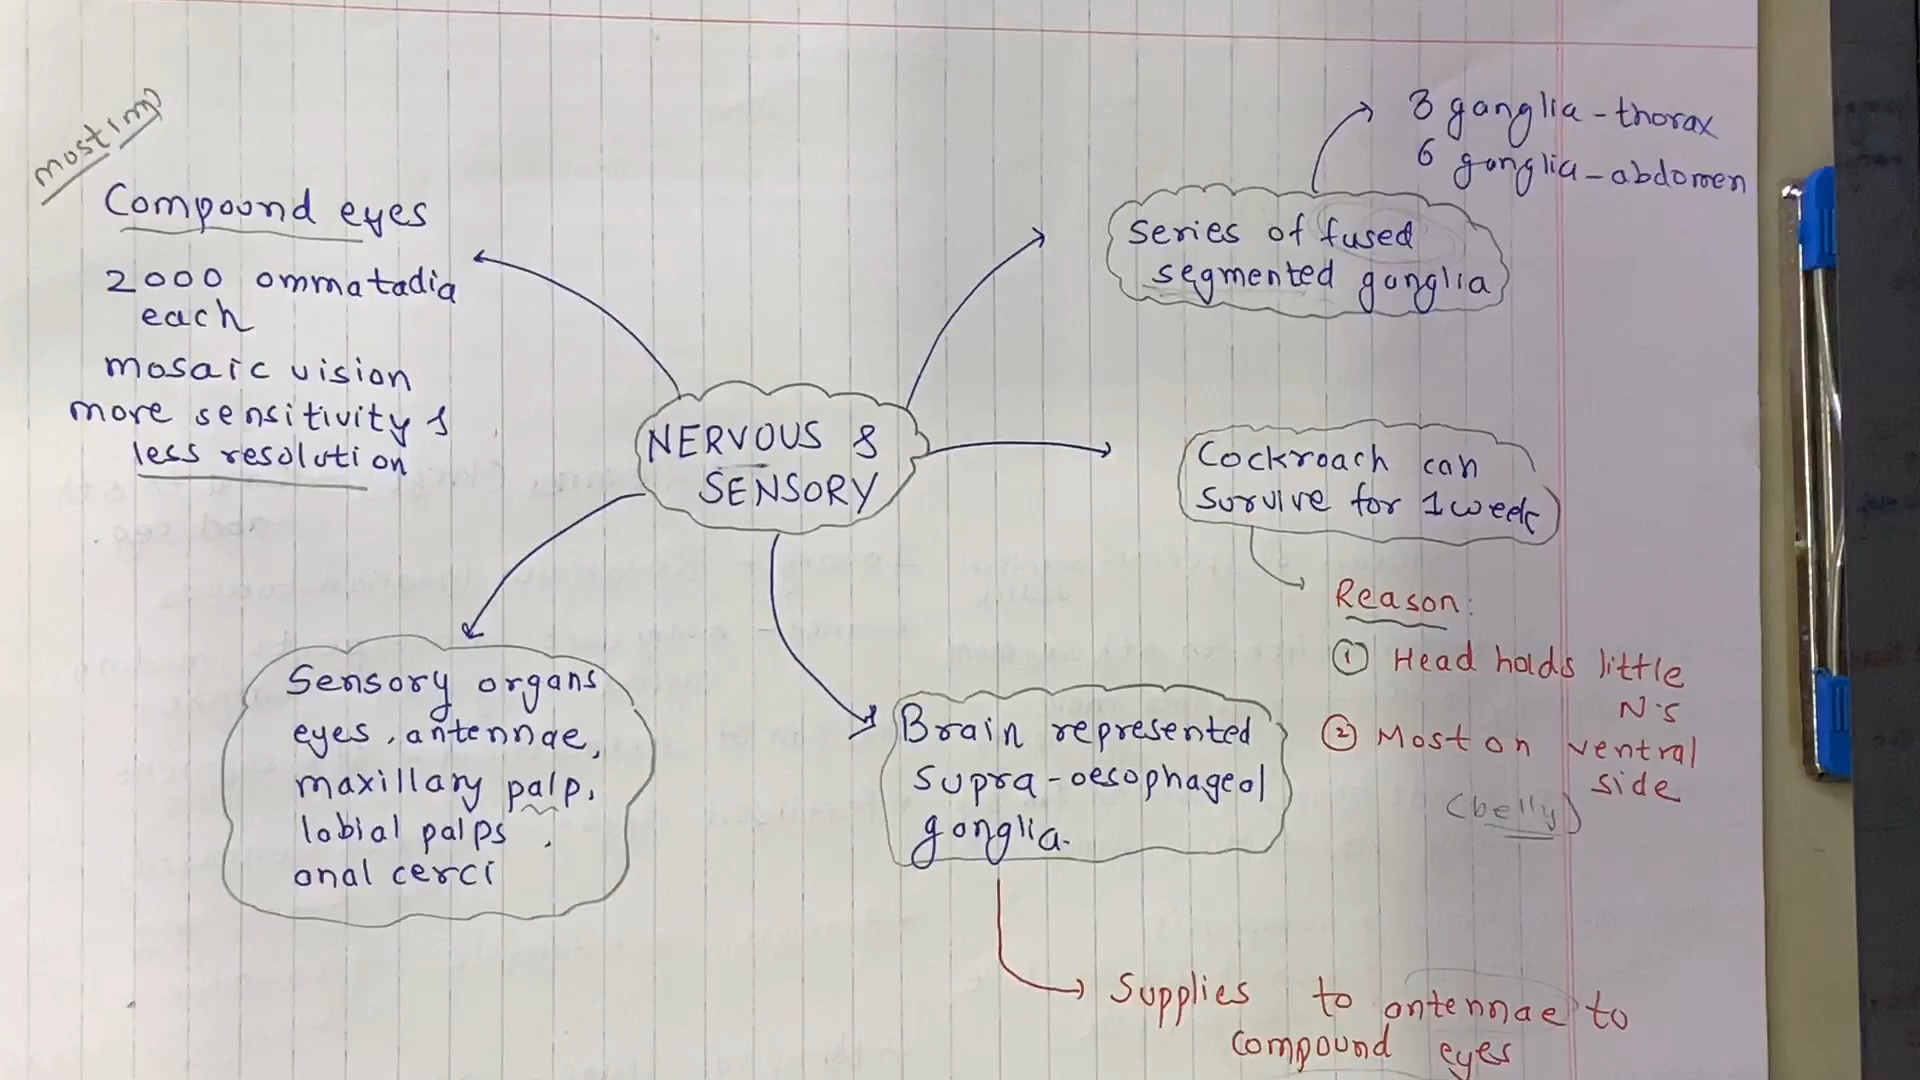 most imp
Compound eyes
2000 ommatadia
each
mosaic vision
more sensitivity &
less resolution
NERVOUS &
SENSORY
3 ganglia - thorax
6 ganglia - abdomen
Series of fused
segmented ganglia
Cockroach can
survive for 1 week
Reason:
① Head holds little
N.S
② Most on ventral
side
(belly)
Sensory organs
eyes, antennae,
maxillary palp,
labial palps,
anal cerci
Brain represented
supra-oesophageal
ganglia.
Supplies to antennae to
compound eyes